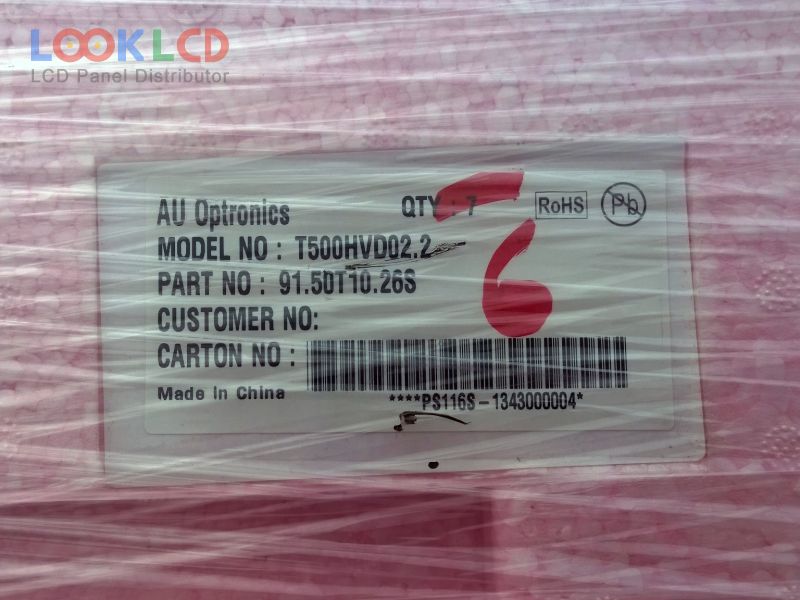 LOOKLCD
LCD Panel Distributor
AU Optronics QTY : 7 RoHS Pb
MODEL NO : T500HVD02.2
PART NO : 91.50T10.26S
6
CUSTOMER NO:
CARTON NO :
Made in China
****PS116S-1343000004*